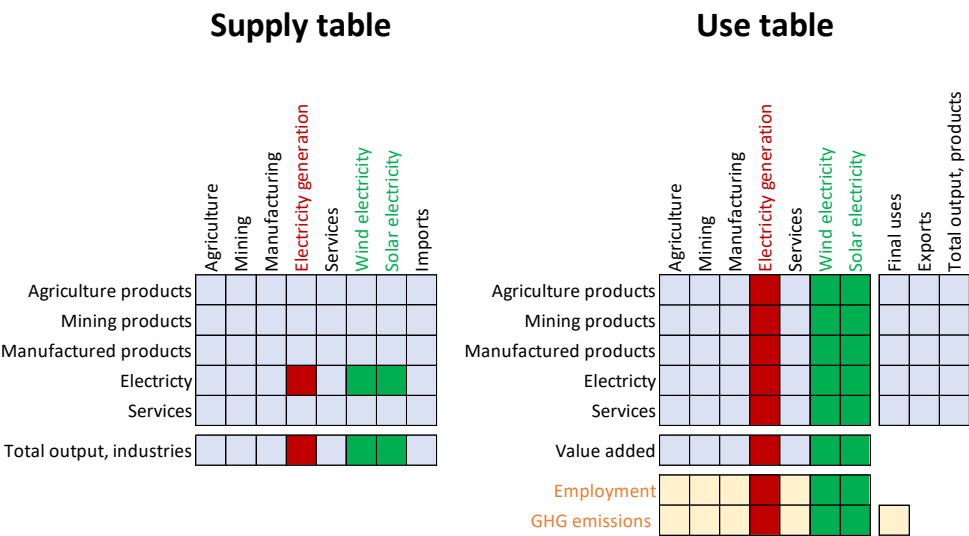 Supply table
Agriculture
Mining
Manufacturing
Electricity generation
Services
Wind electricity
Solar electricity
Imports
Agriculture products
Mining products
Manufactured products
Electricty
Services
Total output, industries
Use table
Agriculture
Mining
Manufacturing
Electricity generation
Services
Wind electricity
Solar electricity
Final uses
Exports
Total output, products
Agriculture products
Mining products
Manufactured products
Electricty
Services
Value added
Employment
GHG emissions